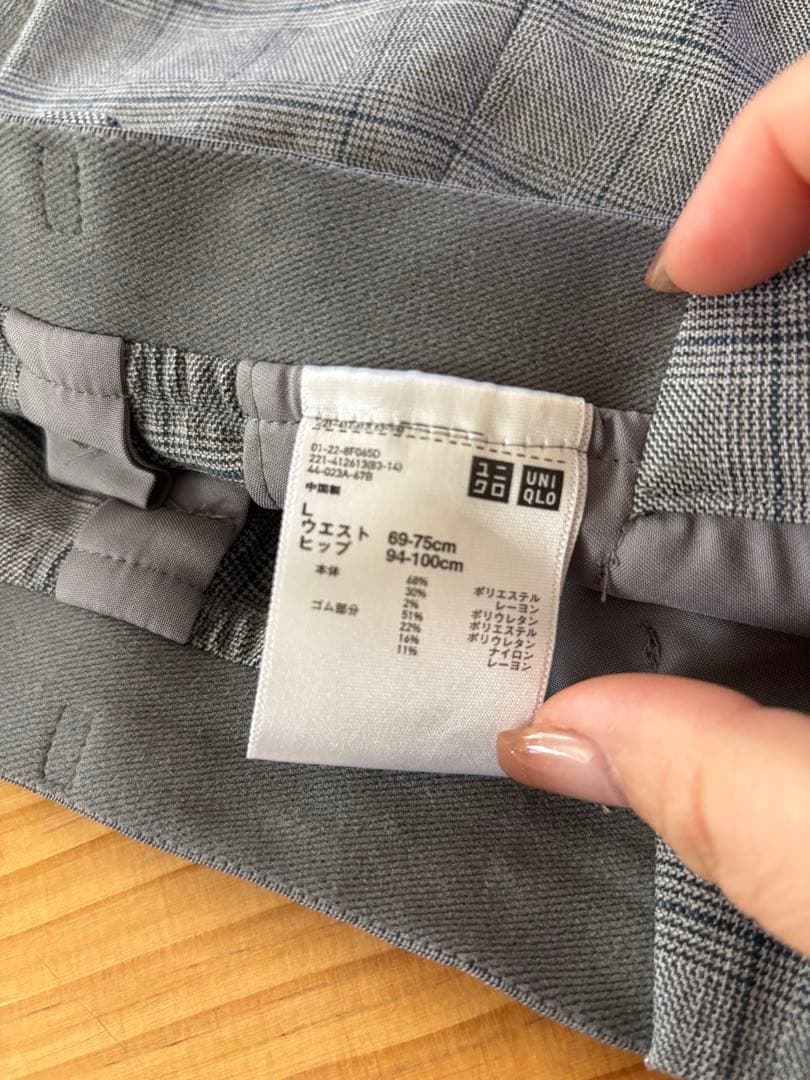 01-22-8F065D
221-412613(B3-14)
44-023A-67B
中国製
ユニ
クロ
UNI
QLO
L
ウエスト 69-75cm
ヒップ 94-100cm
本体 68% ポリエステル
30% レーヨン
2% ポリウレタン
ゴム部分 51% ポリエステル
22% ポリウレタン
16% ナイロン
11% レーヨン